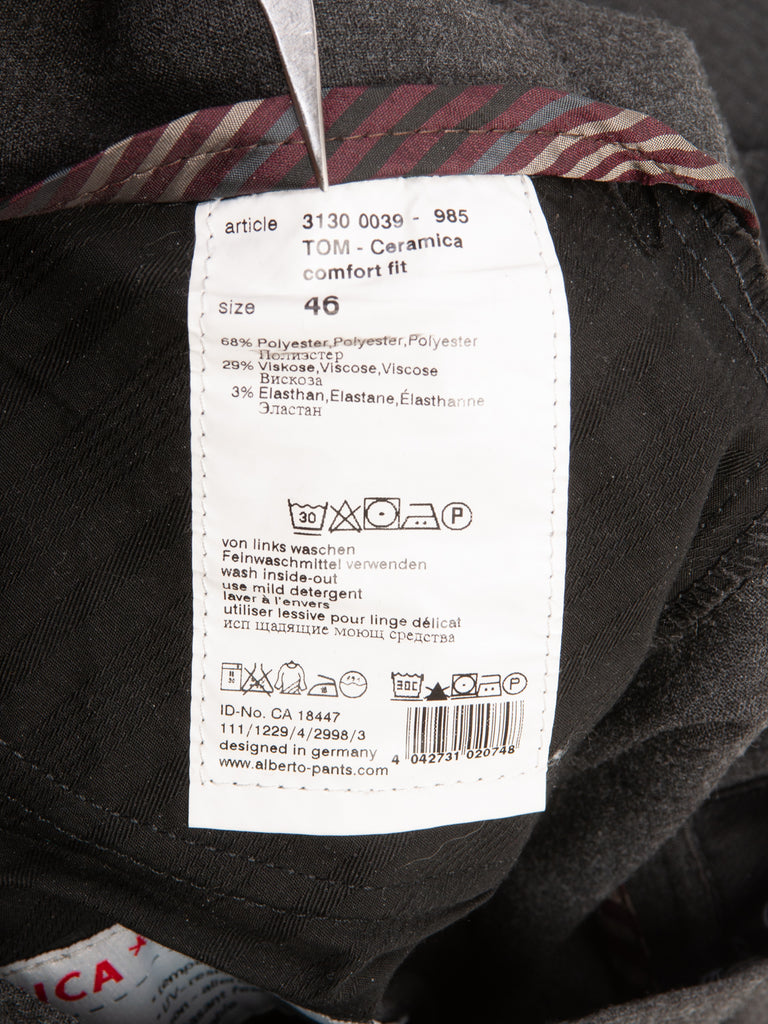 article 3130 0039 - 985
TOM - Ceramica
comfort fit
size 46
68% Polyester,Polyester,Polyester
Полиэстер
29% Viskose,Viscose,Viscose
Вискоза
3% Elasthan,Elastane,Élasthanne
Эластан
30 P
von links waschen
Feinwaschmittel verwenden
wash inside-out
use mild detergent
laver à l'envers
utiliser lessive pour linge délicat
исп щадящие моющ средства
30C P
ID-No. CA 18447
111/1229/4/2998/3
designed in germany
www.alberto-pants.com
4 042731 020748
ICA